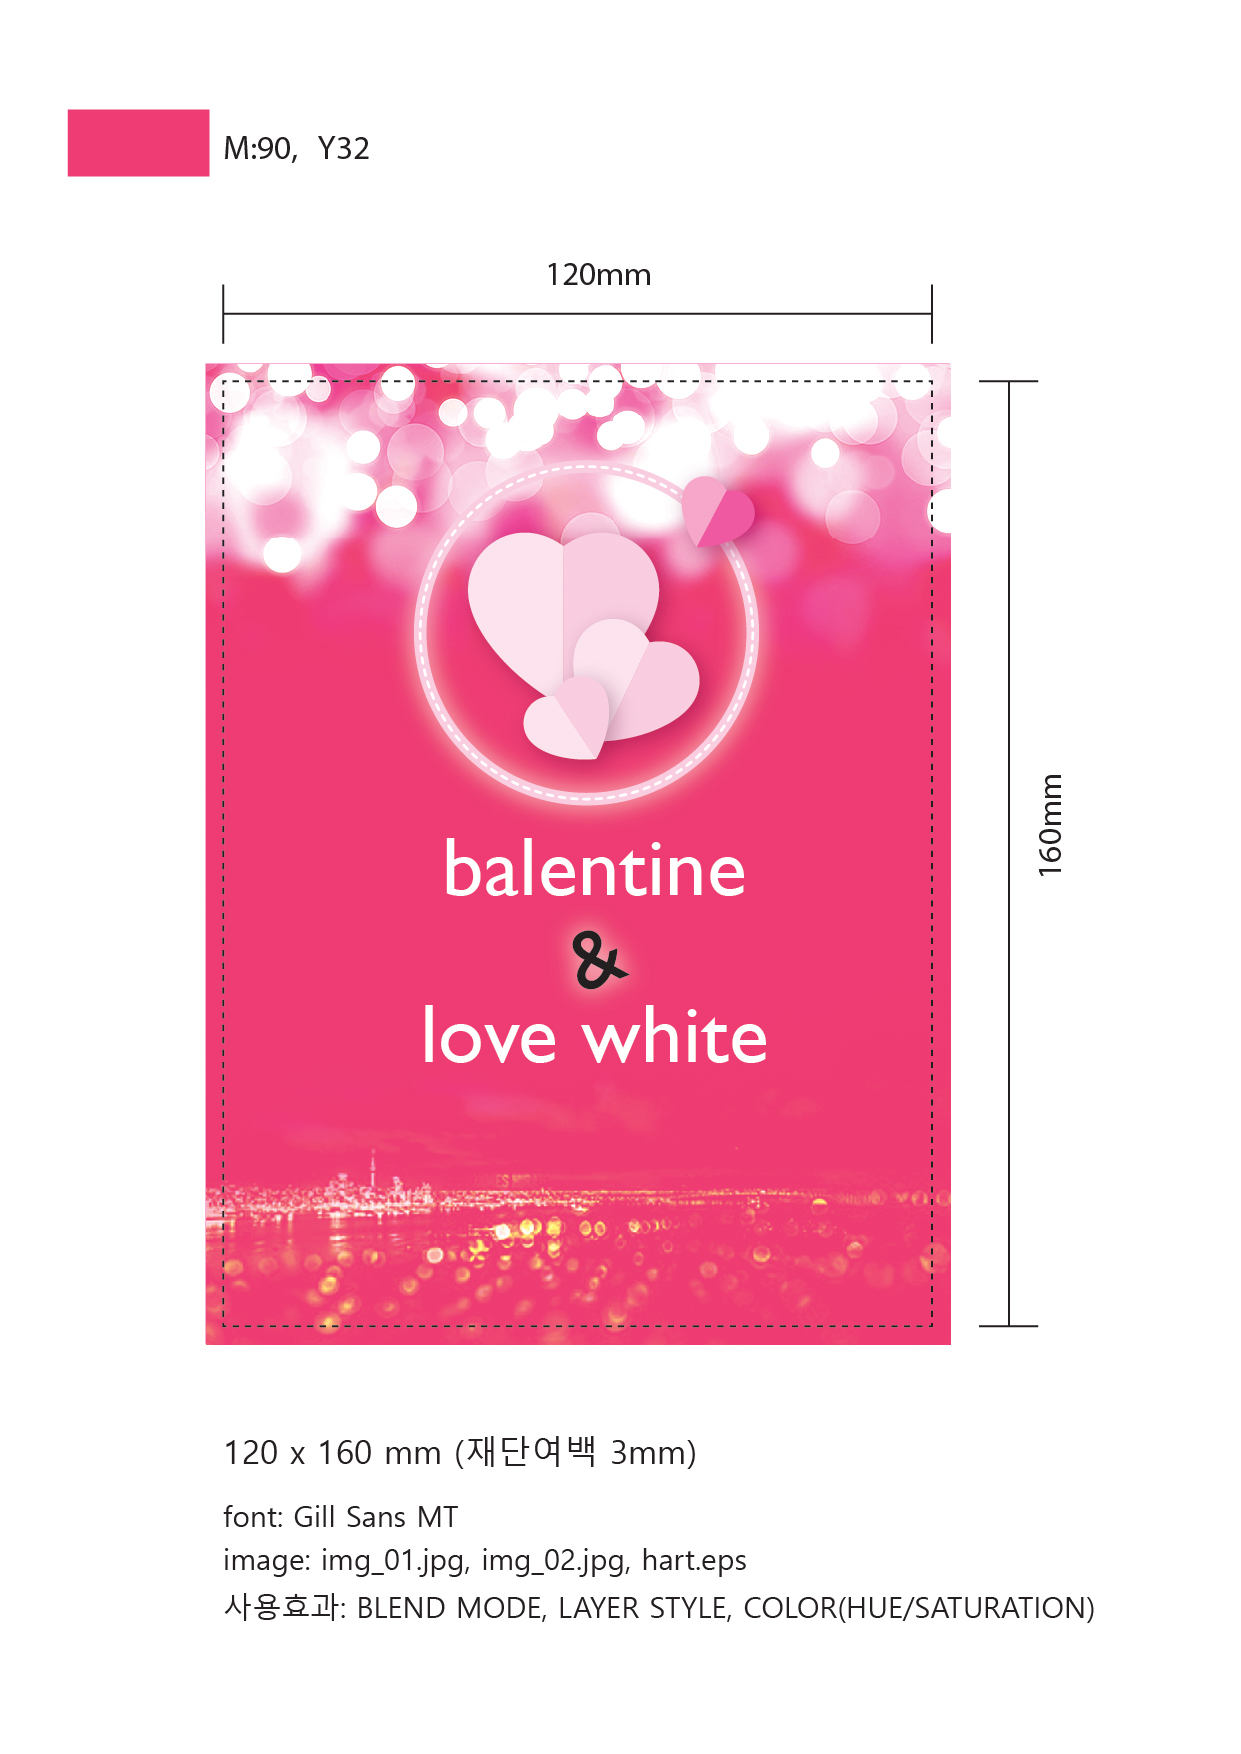 M:90, Y32
120mm
160mm
balentine
&
love white
120 x 160 mm (재단여백 3mm)
font: Gill Sans MT
image: img_01.jpg, img_02.jpg, hart.eps
사용효과: BLEND MODE, LAYER STYLE, COLOR(HUE/SATURATION)